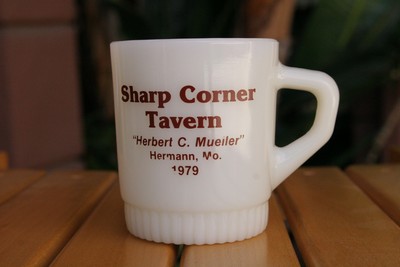 Sharp Corner
Tavern
"Herbert C. Mueller"
Hermann, Mo.
1979